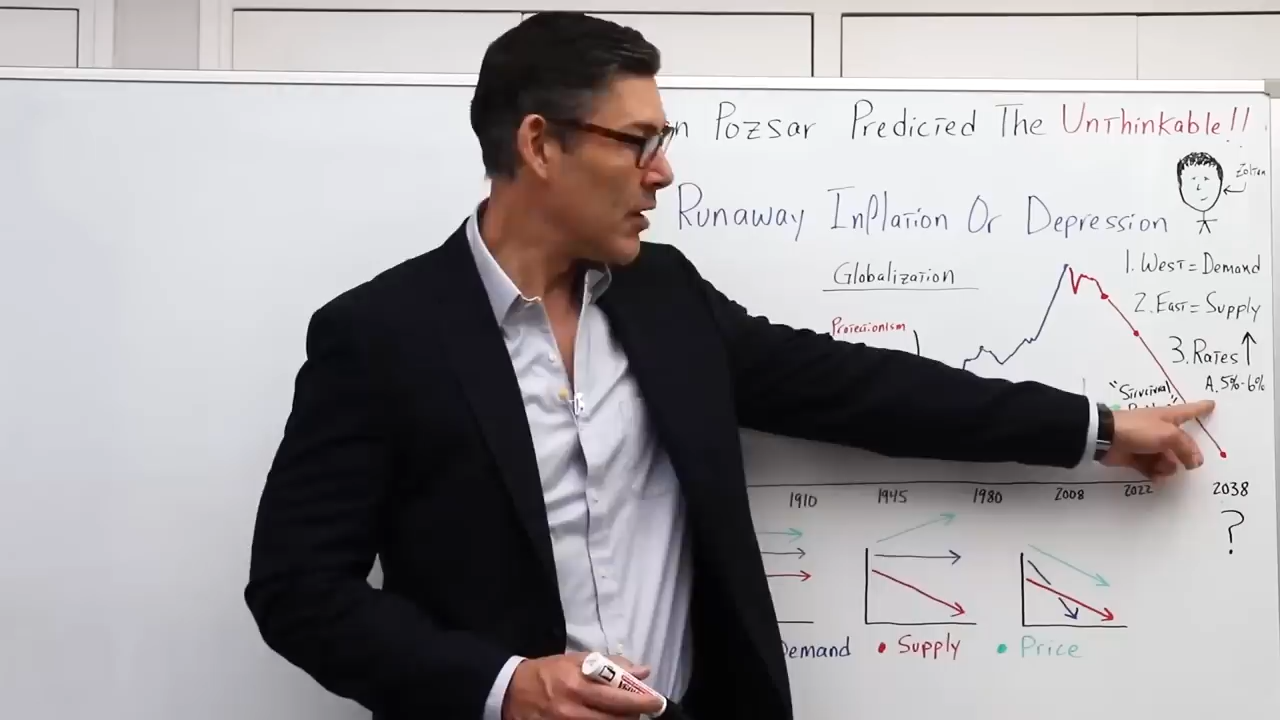 Pozsar Predicted The Unthinkable!!
Zoltan
Runaway Inflation Or Depression
Globalization
1. West = Demand
2. East = Supply
Protectionism
3. Rates
A. 5%-6%
"Survival
1910 1945 1980 2008 2022 2038
?
Demand • Supply • Price